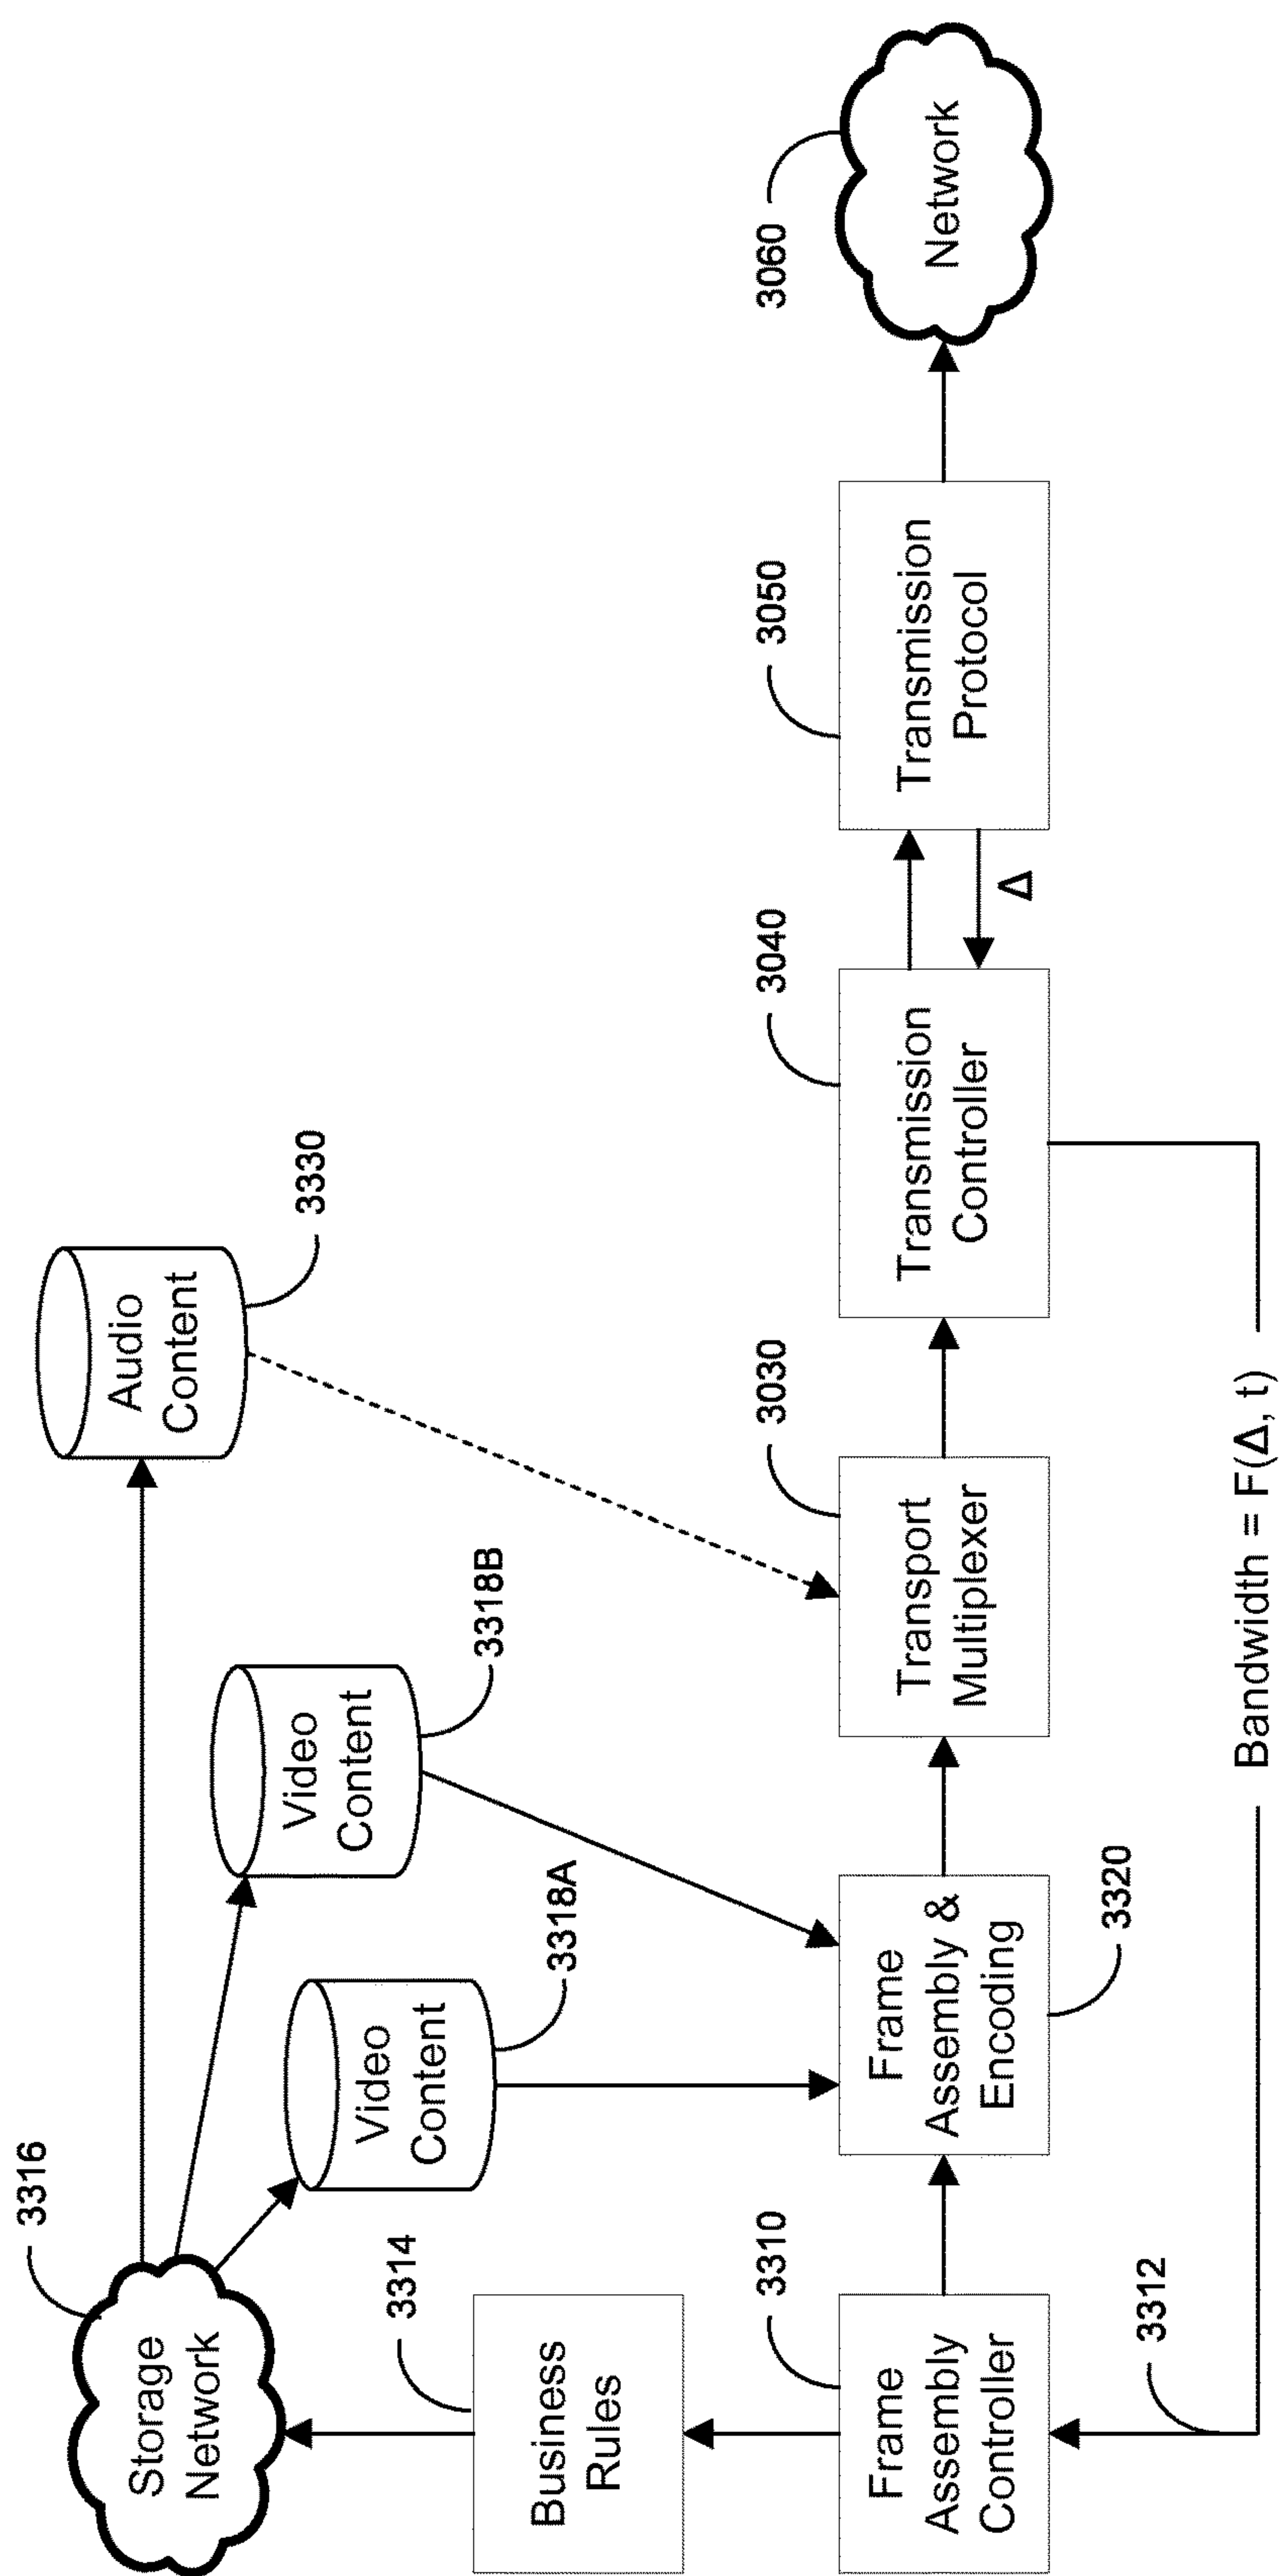 3316
Storage
Network
Audio
Content
3330
Video
Content
3318B
Video
Content
3318A
3314
Business
Rules
3310
Frame
Assembly
Controller
3312
Frame
Assembly &
Encoding
3320
3030
Transport
Multiplexer
3040
Transmission
Controller
Δ
3050
Transmission
Protocol
3060
Network
Bandwidth = F(Δ, t)